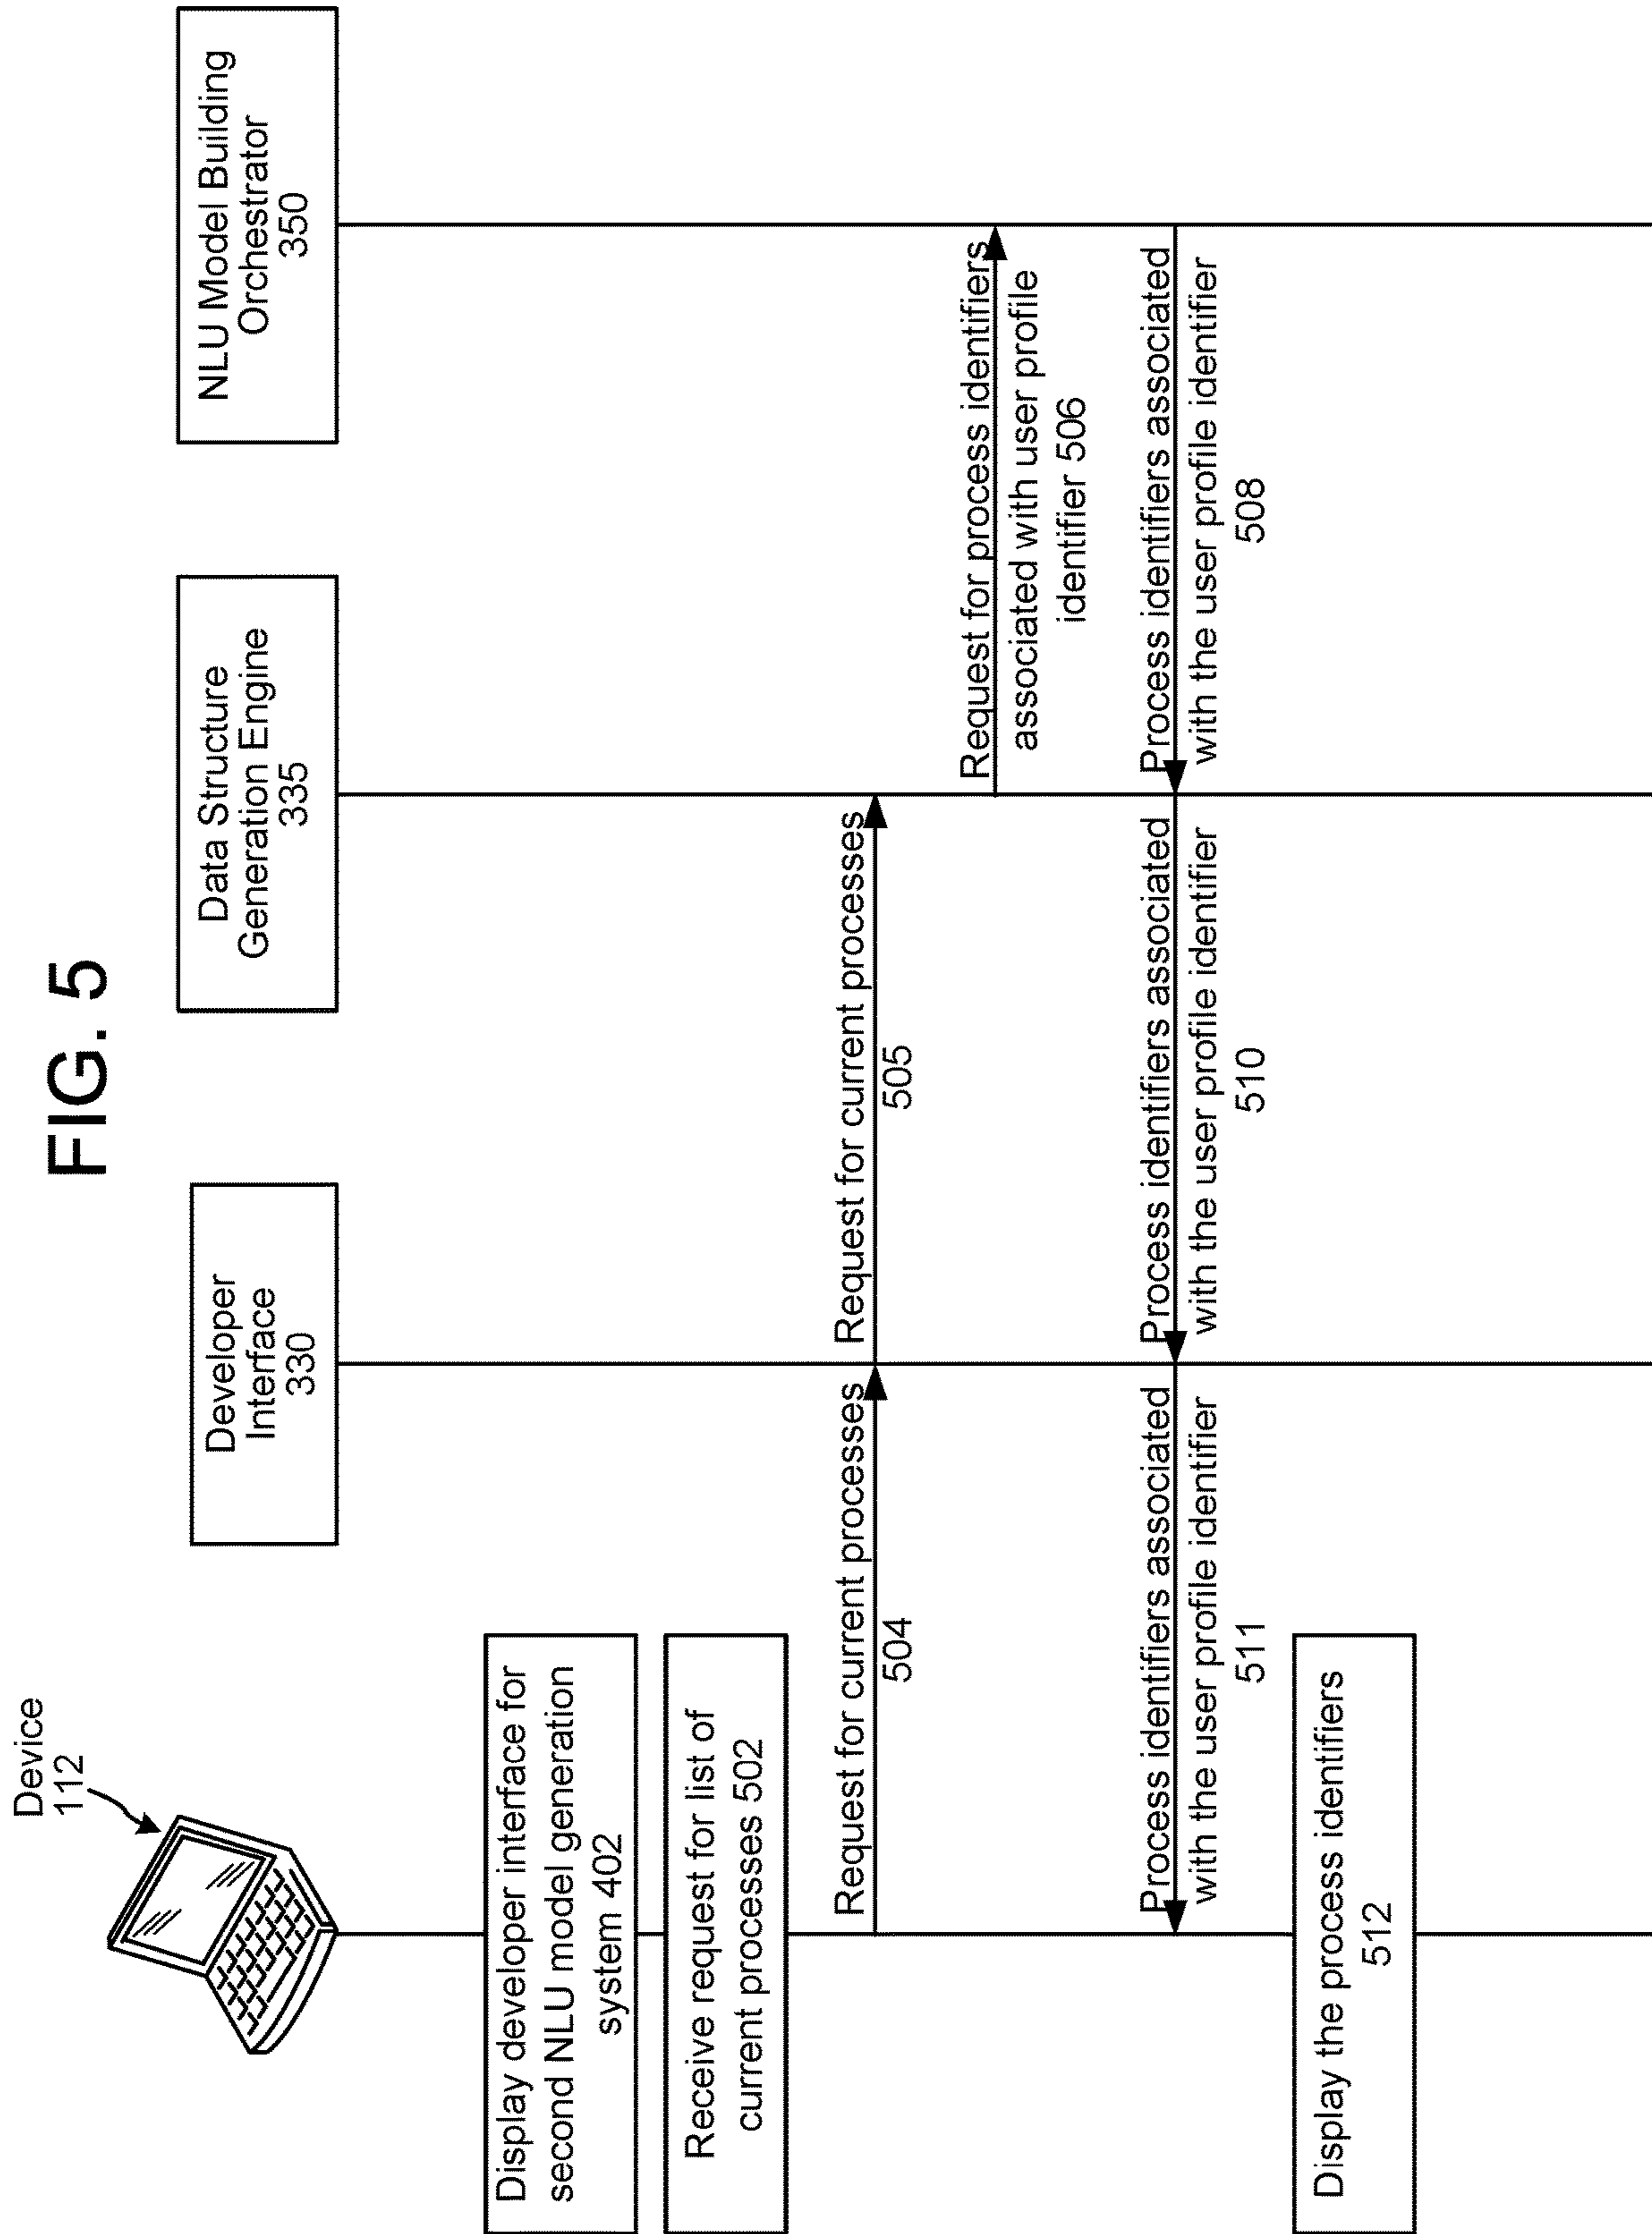 FIG. 5
Device
112
Developer
Interface
330
Data Structure
Generation Engine
335
NLU Model Building
Orchestrator
350
Display developer interface for
second NLU model generation
system 402
Receive request for list of
current processes 502
Request for current processes
504
Request for current processes
505
Request for process identifiers
associated with user profile
identifier 506
Process identifiers associated
with the user profile identifier
508
Process identifiers associated
with the user profile identifier
510
Process identifiers associated
with the user profile identifier
511
Display the process identifiers
512